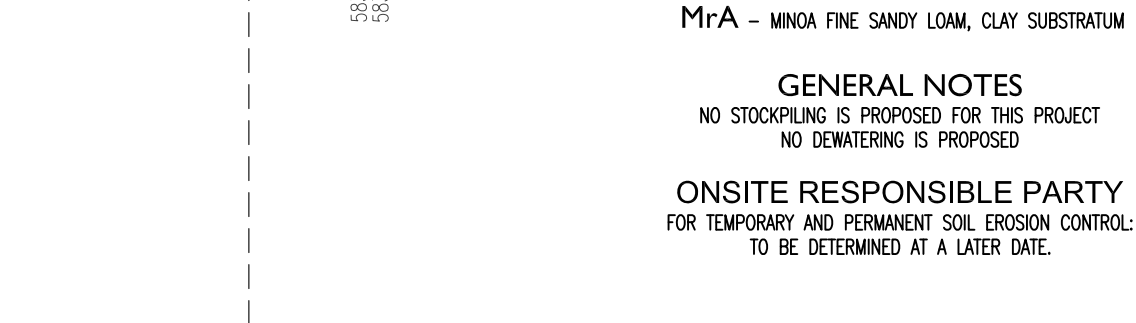 MrA – MINOA FINE SANDY LOAM, CLAY SUBSTRATUM
GENERAL NOTES
NO STOCKPILING IS PROPOSED FOR THIS PROJECT
NO DEWATERING IS PROPOSED
ONSITE RESPONSIBLE PARTY
FOR TEMPORARY AND PERMANENT SOIL EROSION CONTROL:
TO BE DETERMINED AT A LATER DATE.